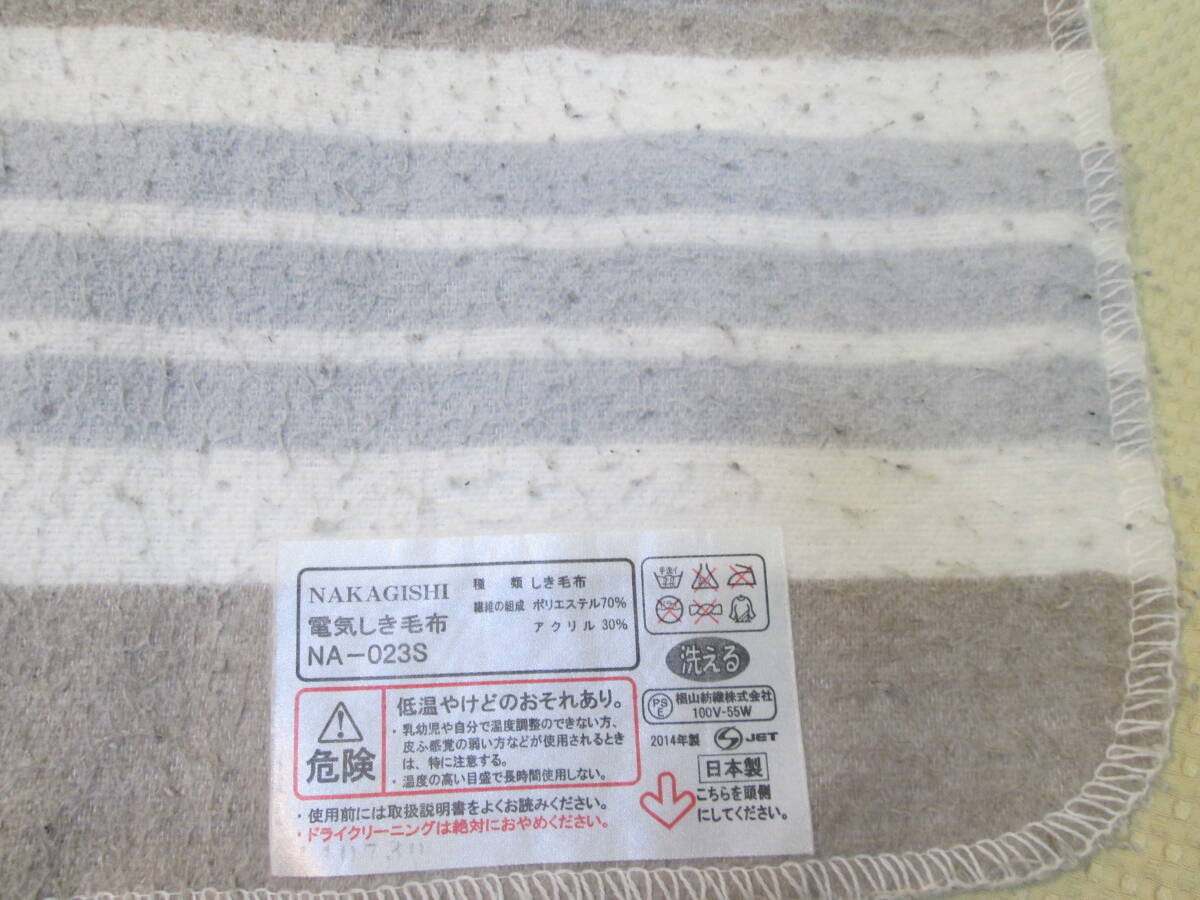 NAKAGISHI
電気しき毛布
NA-023S
種 類 しき毛布
繊維の組成 ポリエステル70%
アクリル 30%
手洗イ
30
ドライ
洗える
危険
低温やけどのおそれあり。
・乳幼児や自分で温度調整のできない方、
皮ふ感覚の弱い方などが使用されるとき
は、特に注意する。
・温度の高い目盛で長時間使用しない。
・使用前には取扱説明書をよくお読みください。
・ドライクリーニングは絶対におやめください。
PS
E
椙山紡織株式会社
100V-55W
2014年製
JET
日本製
こちらを頭側
にしてください。